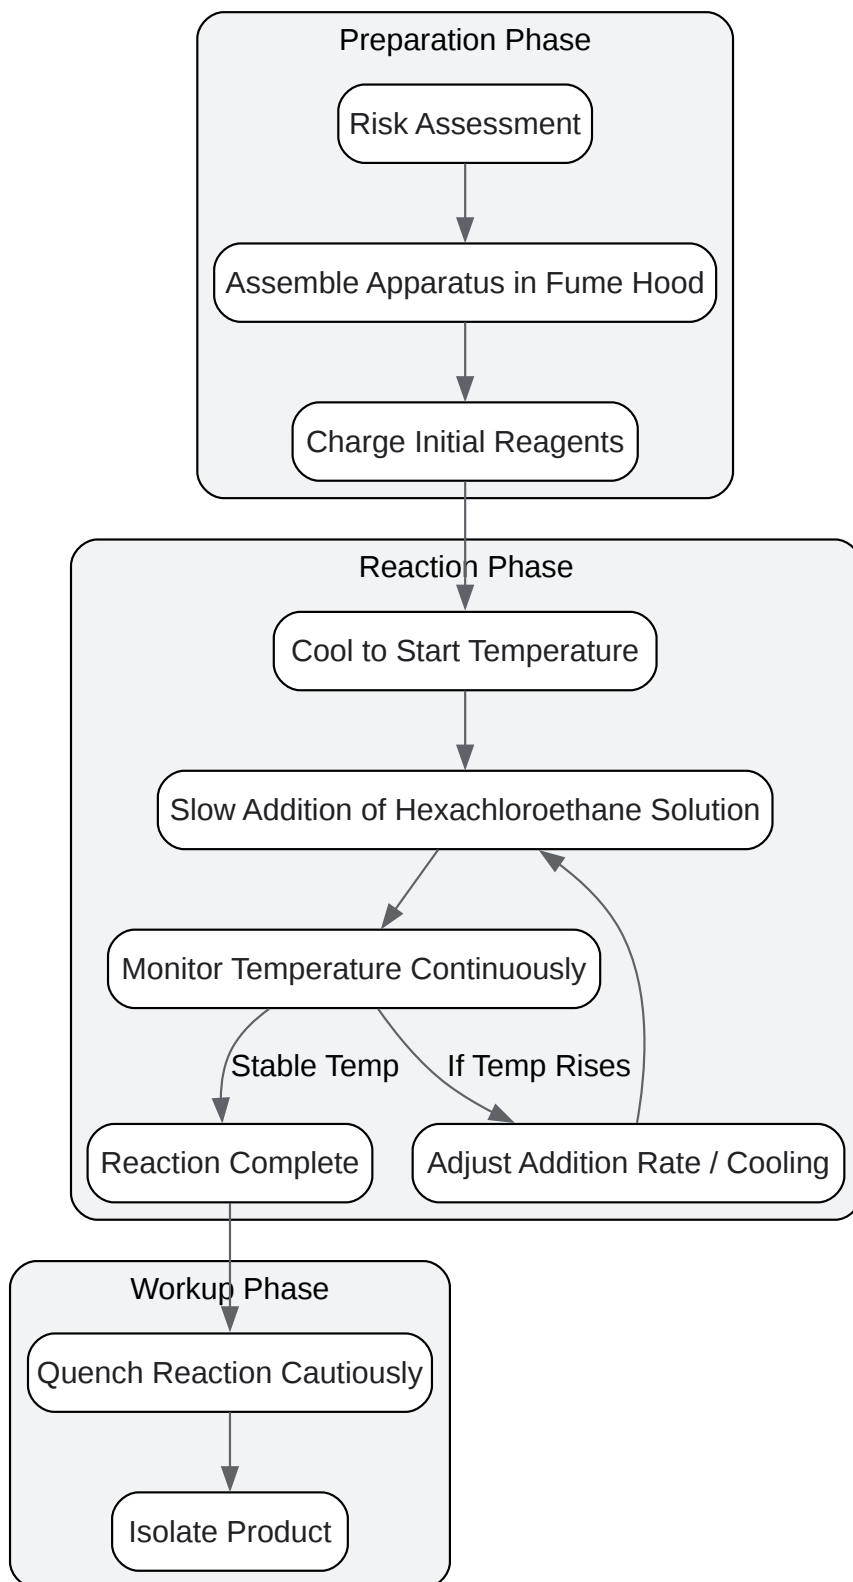 Preparation Phase
Risk Assessment
Assemble Apparatus in Fume Hood
Charge Initial Reagents
Reaction Phase
Cool to Start Temperature
Slow Addition of Hexachloroethane Solution
Monitor Temperature Continuously
Stable Temp
If Temp Rises
Reaction Complete
Adjust Addition Rate / Cooling
Workup Phase
Quench Reaction Cautiously
Isolate Product